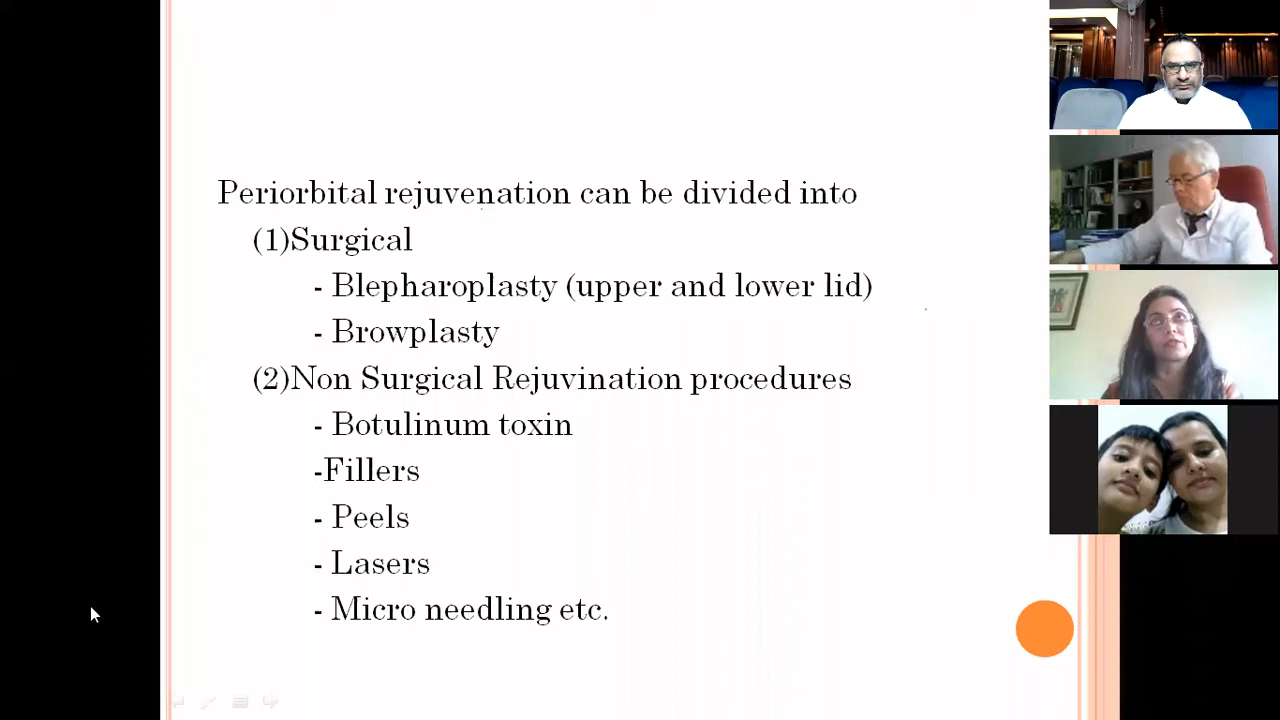 Periorbital rejuvenation can be divided into
(1)Surgical
- Blepharoplasty (upper and lower lid)
- Browplasty
(2)Non Surgical Rejuvination procedures
- Botulinum toxin
-Fillers
- Peels
- Lasers
- Micro needling etc.